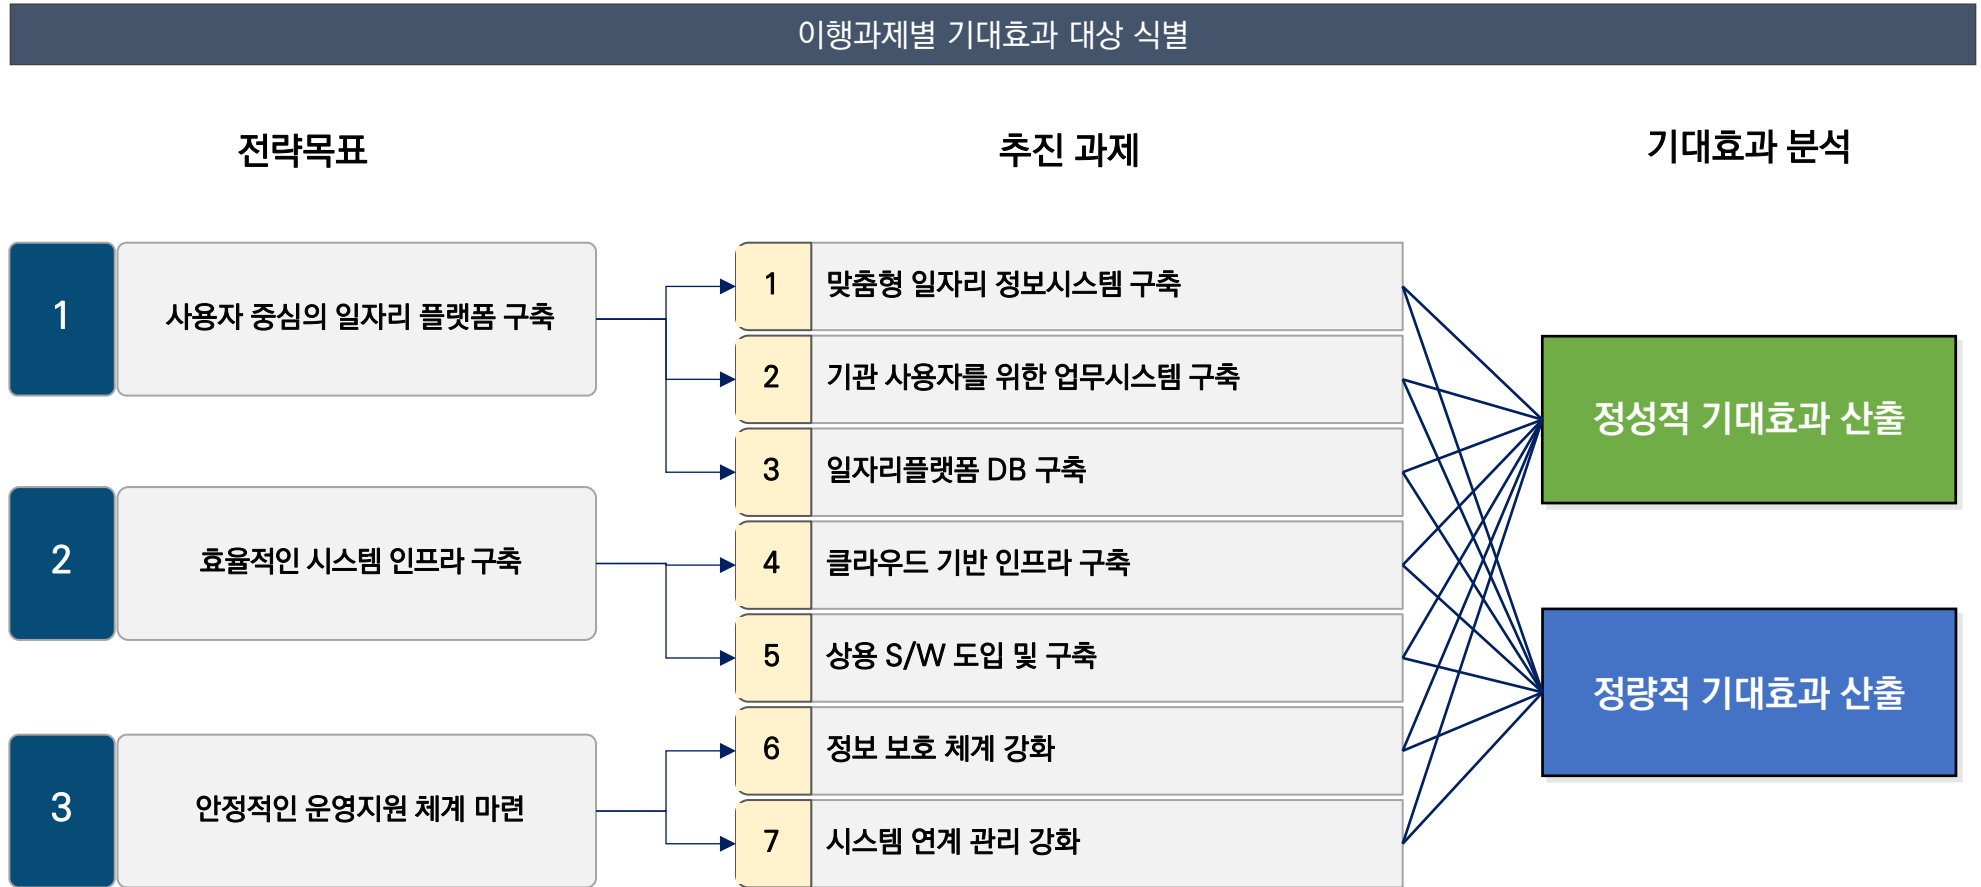 이행과제별 기대효과 대상 식별
전략목표
추진 과제
기대효과 분석
1
사용자 중심의 일자리 플랫폼 구축
2
효율적인 시스템 인프라 구축
3
안정적인 운영지원 체계 마련
1
맞춤형 일자리 정보시스템 구축
2
기관 사용자를 위한 업무시스템 구축
3
일자리플랫폼 DB 구축
4
클라우드 기반 인프라 구축
5
상용 S/W 도입 및 구축
6
정보 보호 체계 강화
7
시스템 연계 관리 강화
정성적 기대효과 산출
정량적 기대효과 산출